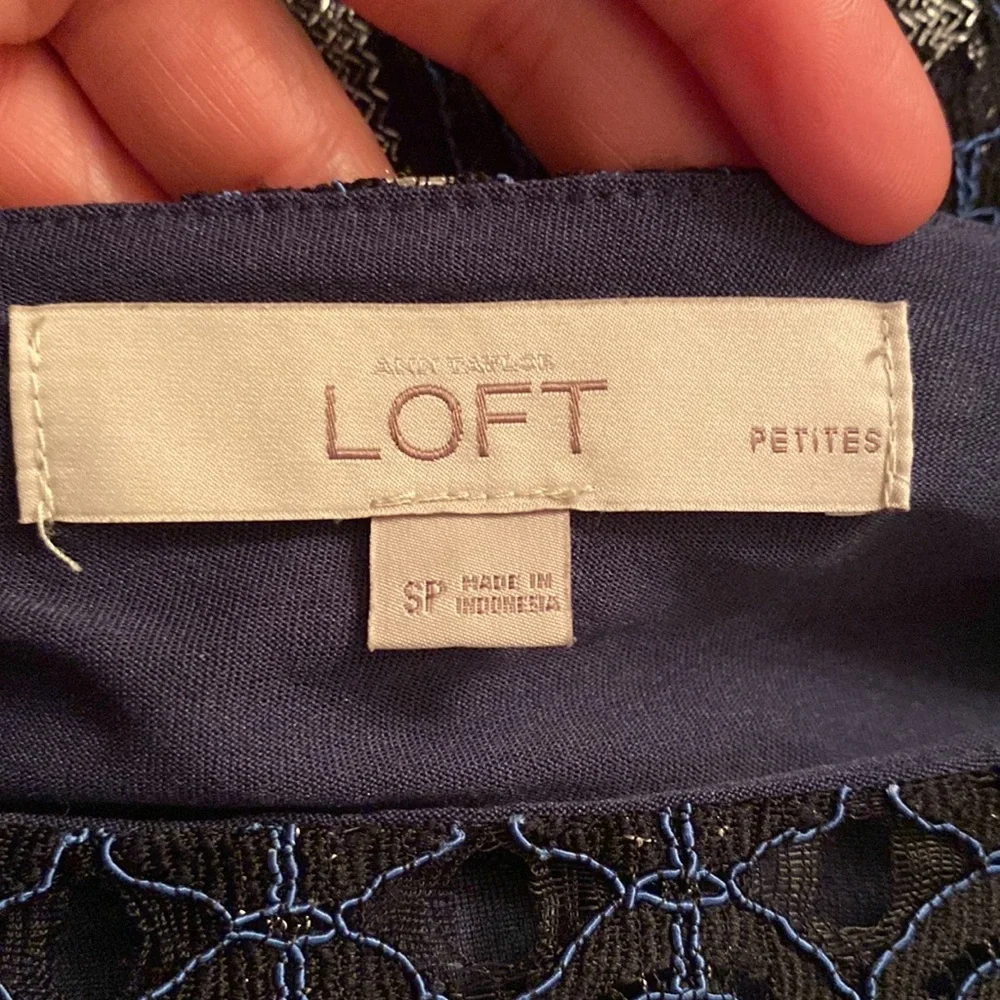 ANN TAYLOR
LOFT
PETITES
SP
MADE IN
INDONESIA